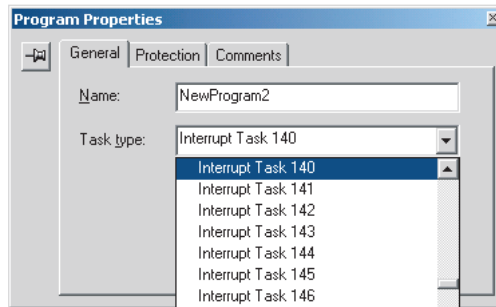 Program Properties
General Protection Comments
Name: NewProgram2
Task type: Interrupt Task 140
Interrupt Task 140
Interrupt Task 141
Interrupt Task 142
Interrupt Task 143
Interrupt Task 144
Interrupt Task 145
Interrupt Task 146